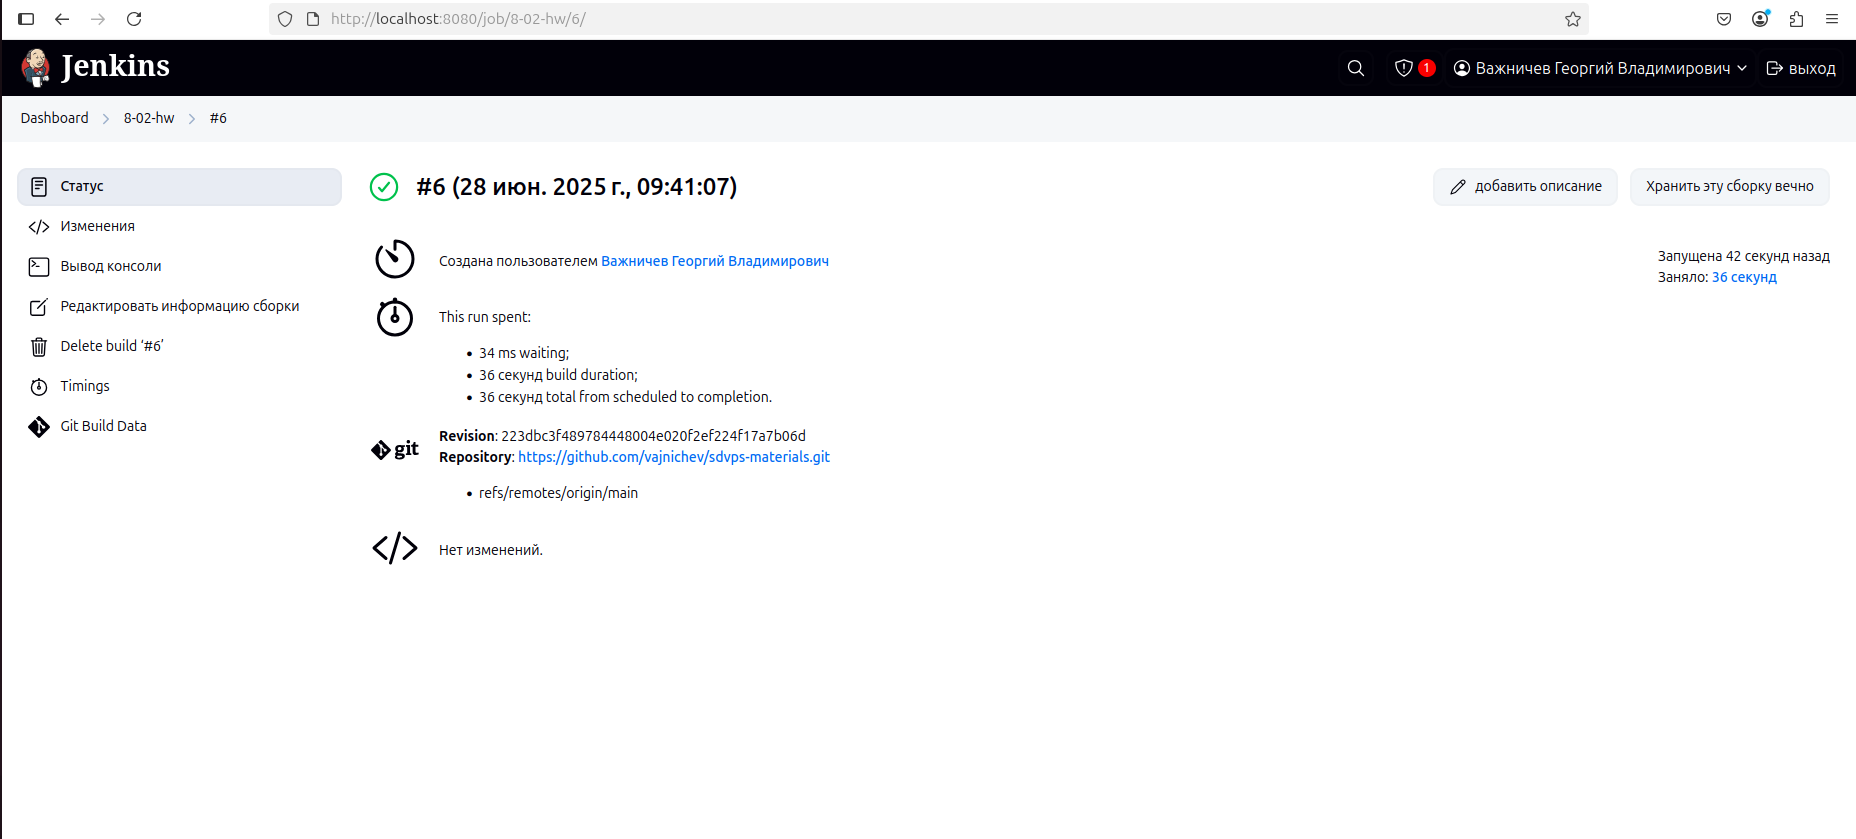 http://localhost:8080/job/8-02-hw/6/
Jenkins
1
Важничев Георгий Владимирович
выход
Dashboard
8-02-hw
#6
Статус
Изменения
Вывод консоли
Редактировать информацию сборки
Delete build ‘#6’
Timings
Git Build Data
#6 (28 июн. 2025 г., 09:41:07)
добавить описание
Хранить эту сборку вечно
Создана пользователем Важничев Георгий Владимирович
Запущена 42 секунд назад
Заняло: 36 секунд
This run spent:
34 ms waiting;
36 секунд build duration;
36 секунд total from scheduled to completion.
git
Revision: 223dbc3f489784448004e020f2ef224f17a7b06d
Repository: https://github.com/vajnichev/sdvps-materials.git
refs/remotes/origin/main
Нет изменений.